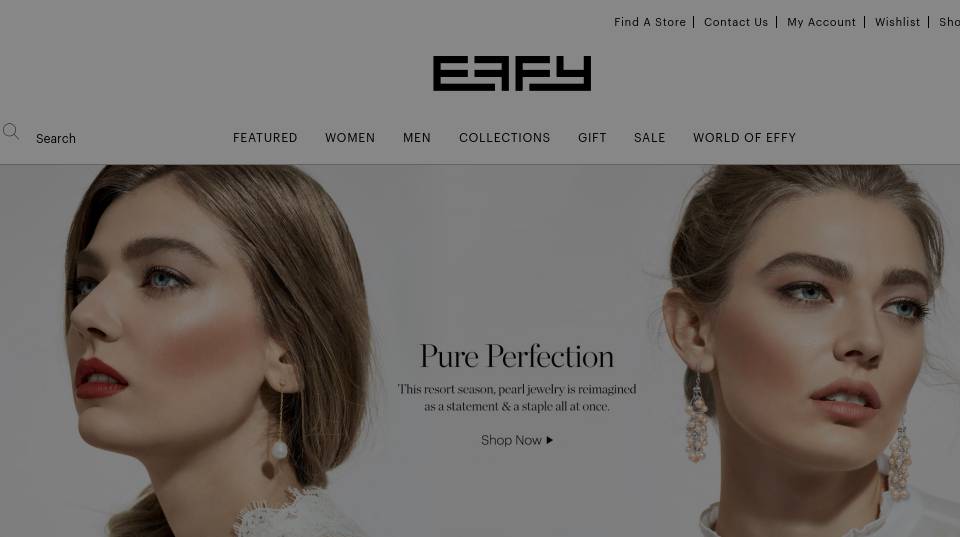 Find A Store | Contact Us | My Account | Wishlist | Sho
EFFY
Search
FEATURED WOMEN MEN COLLECTIONS GIFT SALE WORLD OF EFFY
Pure Perfection
This resort season, pearl jewelry is reimagined
as a statement & a staple all at once.
Shop Now